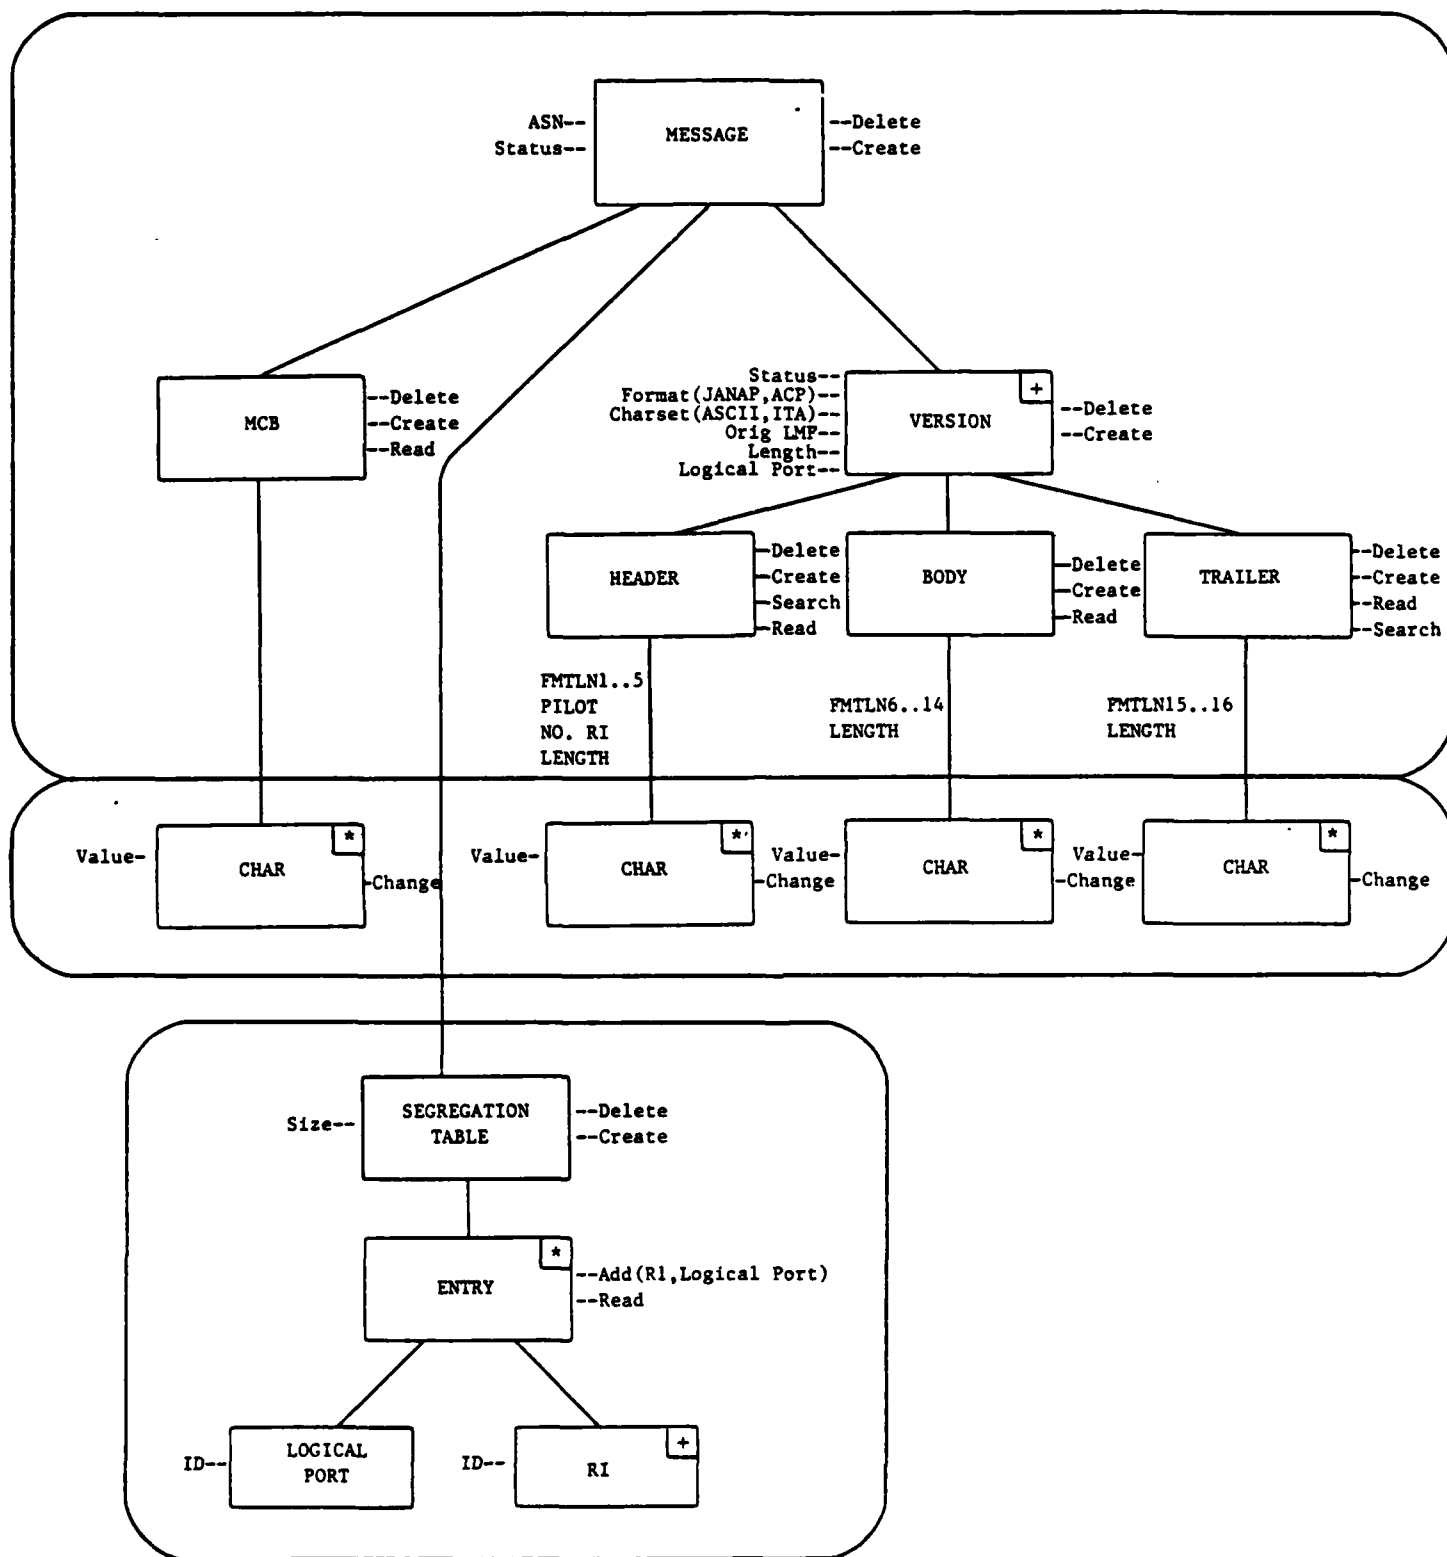 MESSAGE
ASN--
Status--
--Delete
--Create
MCB
--Delete
--Create
--Read
Status--
Format(JANAP,ACP)--
Charset(ASCII,ITA)--
Orig LMF--
Length--
Logical Port--
VERSION
+
--Delete
--Create
HEADER
-Delete
-Create
-Search
-Read
BODY
-Delete
-Create
-Read
TRAILER
--Delete
--Create
--Read
--Search
FMTLN1..5
PILOT
NO. RI
LENGTH
FMTLN6..14
LENGTH
FMTLN15..16
LENGTH
Value-
CHAR
*
-Change
Value-
CHAR
*
-Change
Value-
CHAR
*
-Change
Value-
CHAR
*
-Change
Size--
SEGREGATION
TABLE
--Delete
--Create
ENTRY
*
--Add(RI,Logical Port)
--Read
ID--
LOGICAL
PORT
ID--
RI
+